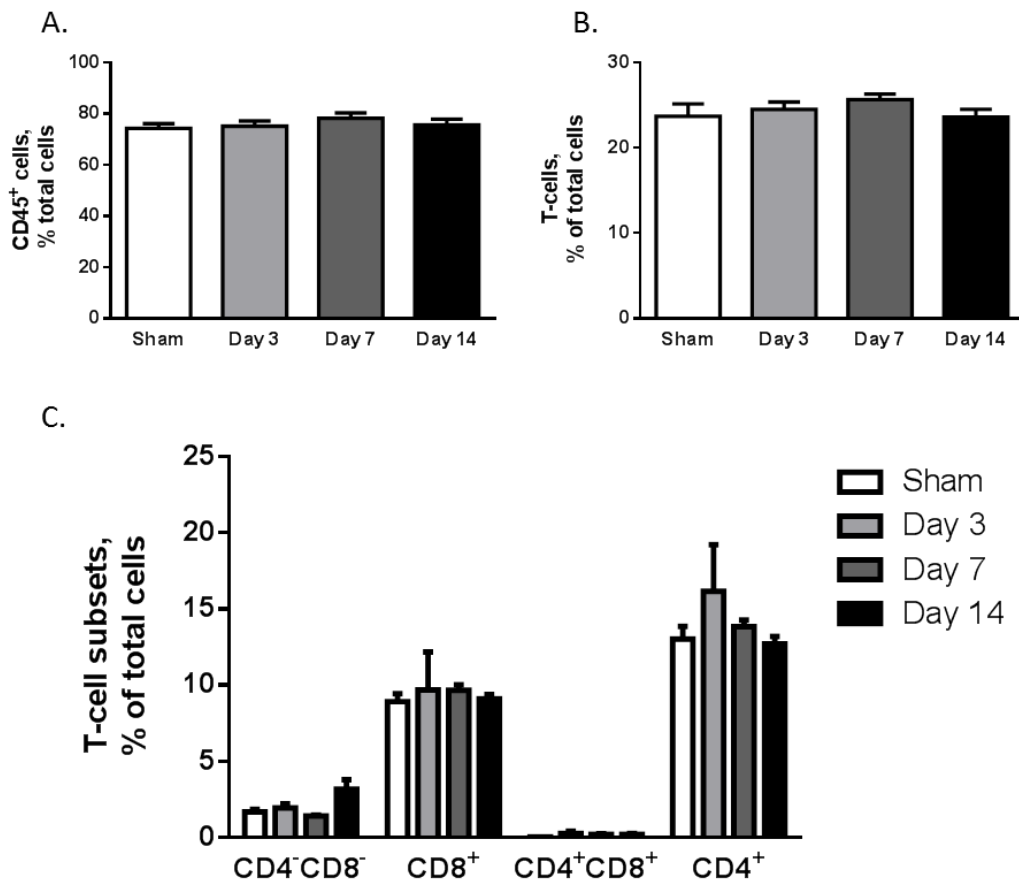 A.
CD45⁺ cells,
% total cells
100
80
60
40
20
0
Sham
Day 3
Day 7
Day 14
B.
T-cells,
% of total cells
30
20
10
0
Sham
Day 3
Day 7
Day 14
C.
T-cell subsets,
% of total cells
25
20
15
10
5
0
CD4⁻CD8⁻
CD8⁺
CD4⁺CD8⁺
CD4⁺
Sham
Day 3
Day 7
Day 14